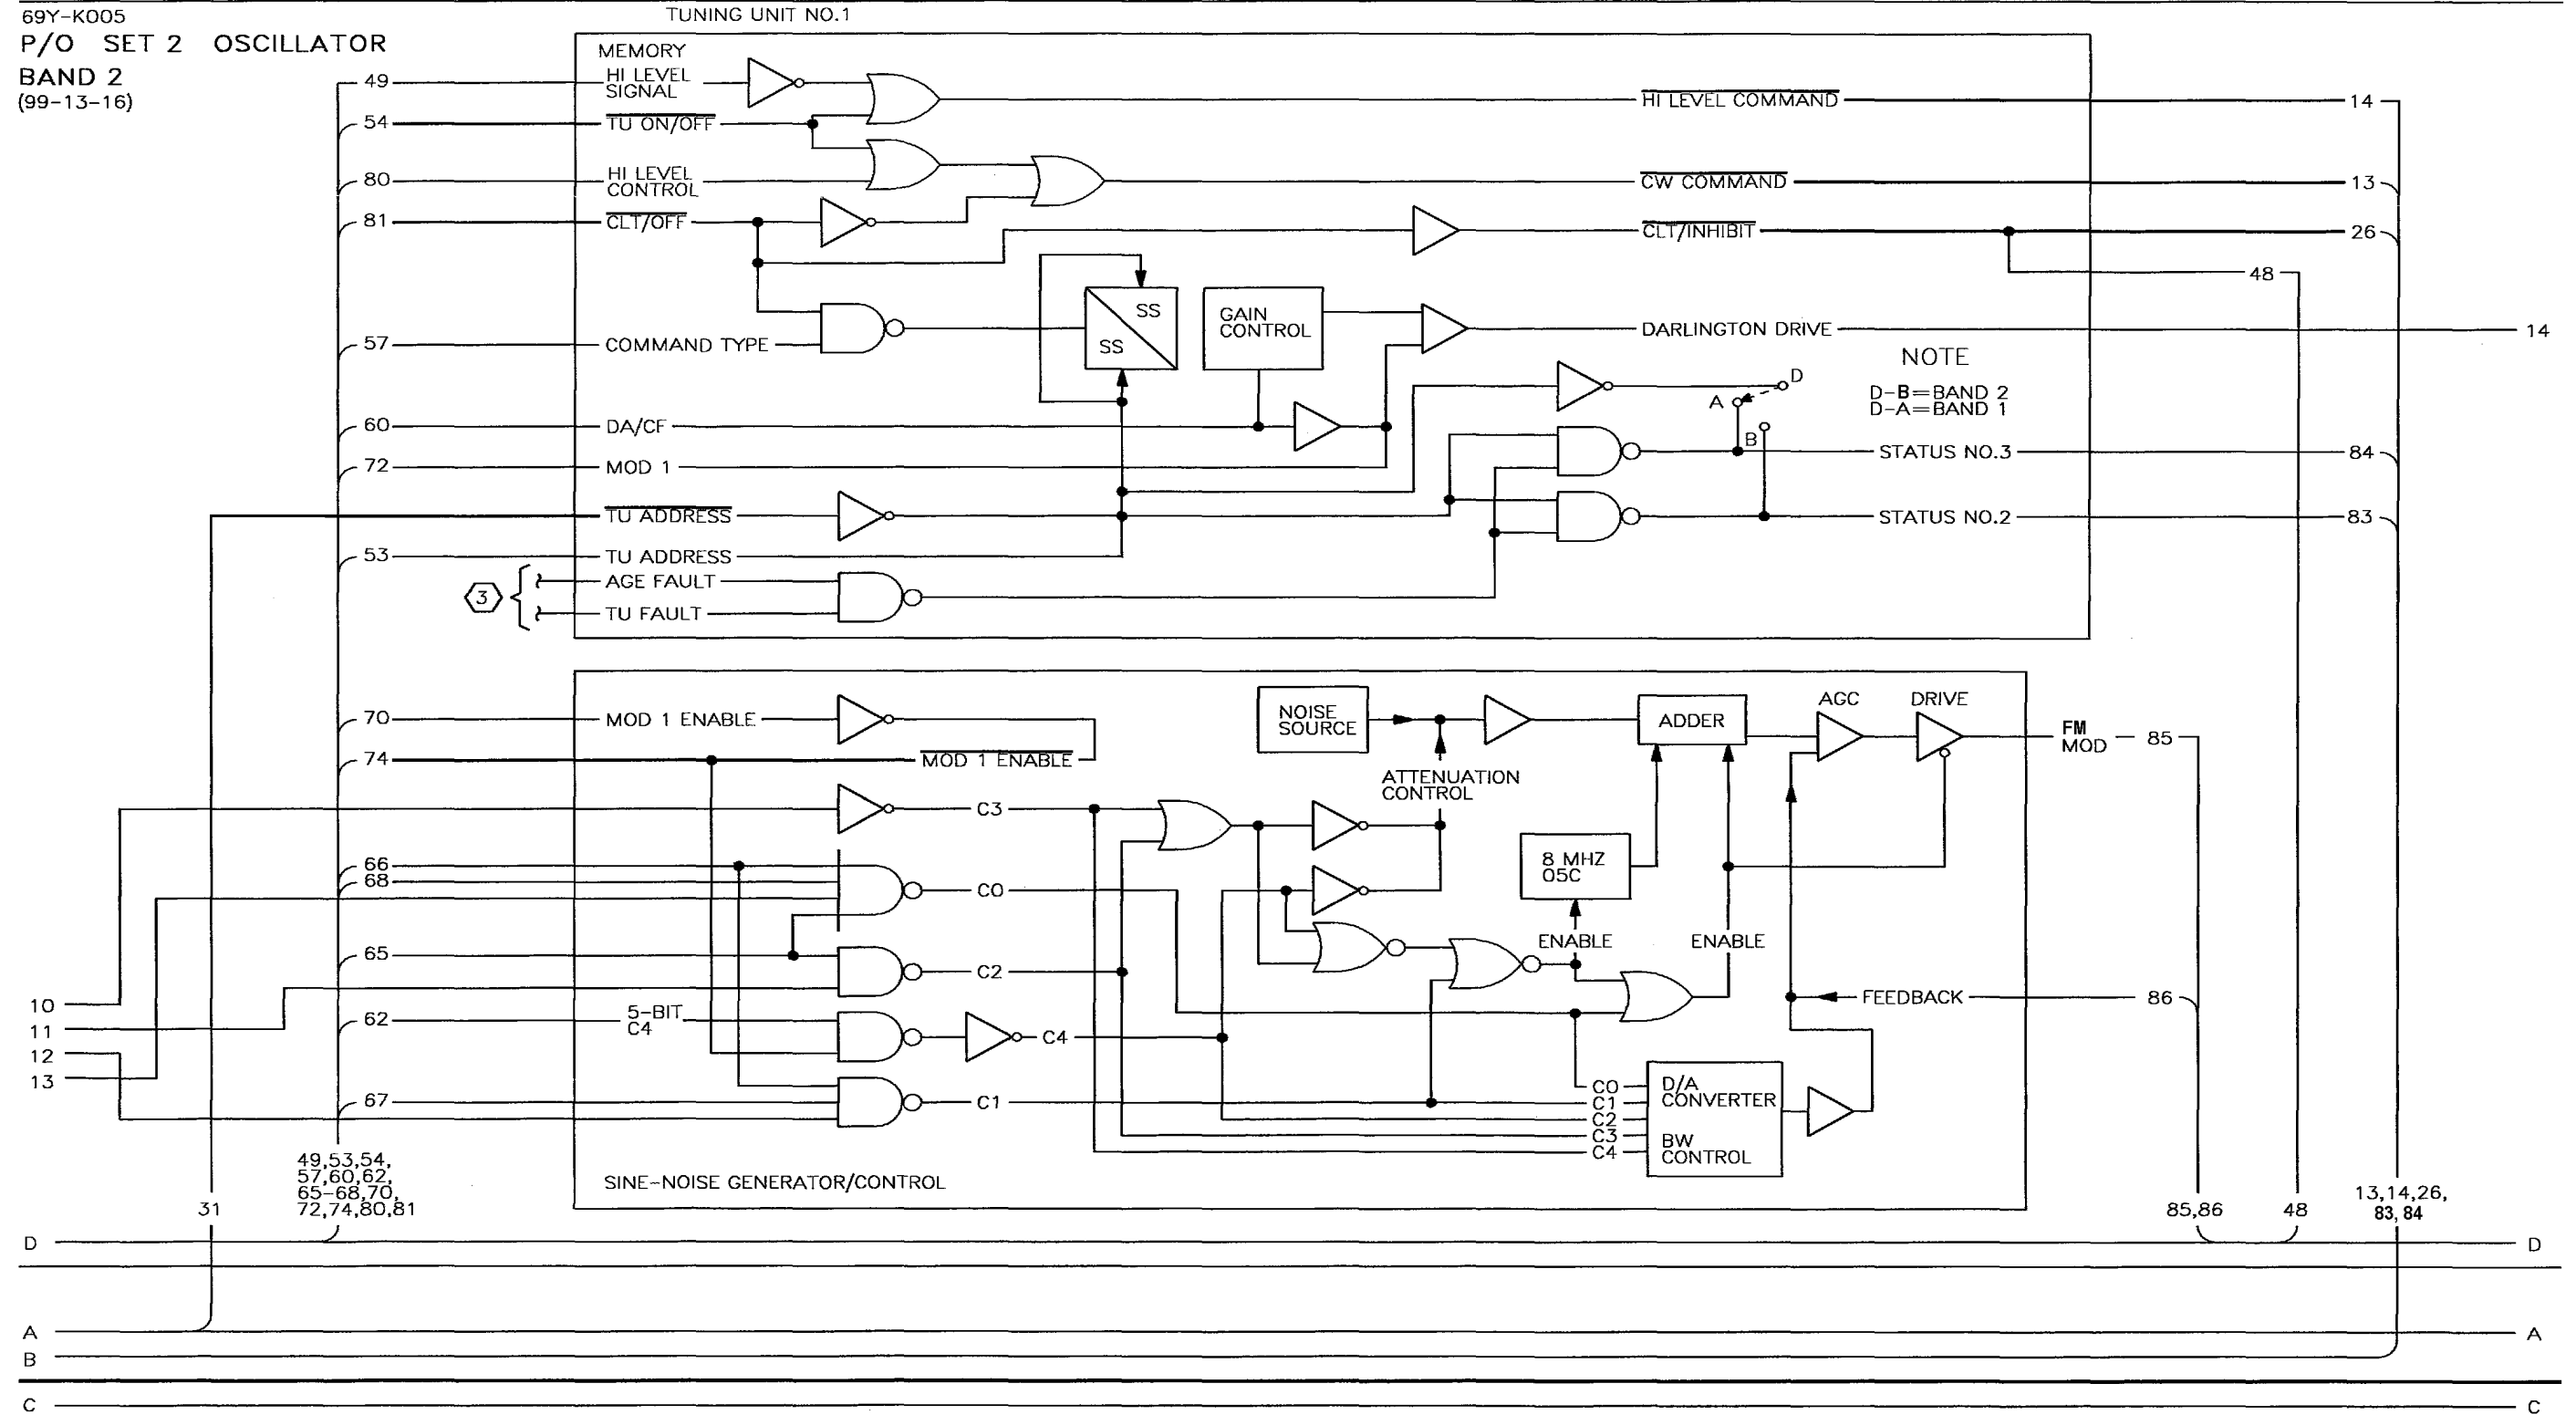 69Y-K005
TUNING UNIT NO.1
P/O SET 2 OSCILLATOR
BAND 2
(99-13-16)
MEMORY
49
HI LEVEL
SIGNAL
HI LEVEL COMMAND
14
54
TU ON/OFF
80
HI LEVEL
CONTROL
CW COMMAND
13
81
CLT/OFF
CLT/INHIBIT
26
48
SS
SS
GAIN
CONTROL
DARLINGTON DRIVE
14
57
COMMAND TYPE
NOTE
D-B=BAND 2
D-A=BAND 1
D
A
B
60
DA/CF
72
MOD 1
STATUS NO.3
84
TU ADDRESS
STATUS NO.2
83
53
TU ADDRESS
3
AGE FAULT
TU FAULT
70
MOD 1 ENABLE
NOISE
SOURCE
ADDER
AGC
DRIVE
FM
MOD
85
74
MOD 1 ENABLE
ATTENUATION
CONTROL
C3
8 MHZ
05C
66
68
C0
ENABLE
ENABLE
65
C2
FEEDBACK
86
10
11
12
13
62
5-BIT
C4
C4
67
C1
C0
C1
C2
C3
C4
D/A
CONVERTER
BW
CONTROL
SINE-NOISE GENERATOR/CONTROL
31
49,53,54,
57,60,62,
65-68,70,
72,74,80,81
85,86
48
13,14,26,
83,84
D
D
A
A
B
C
C